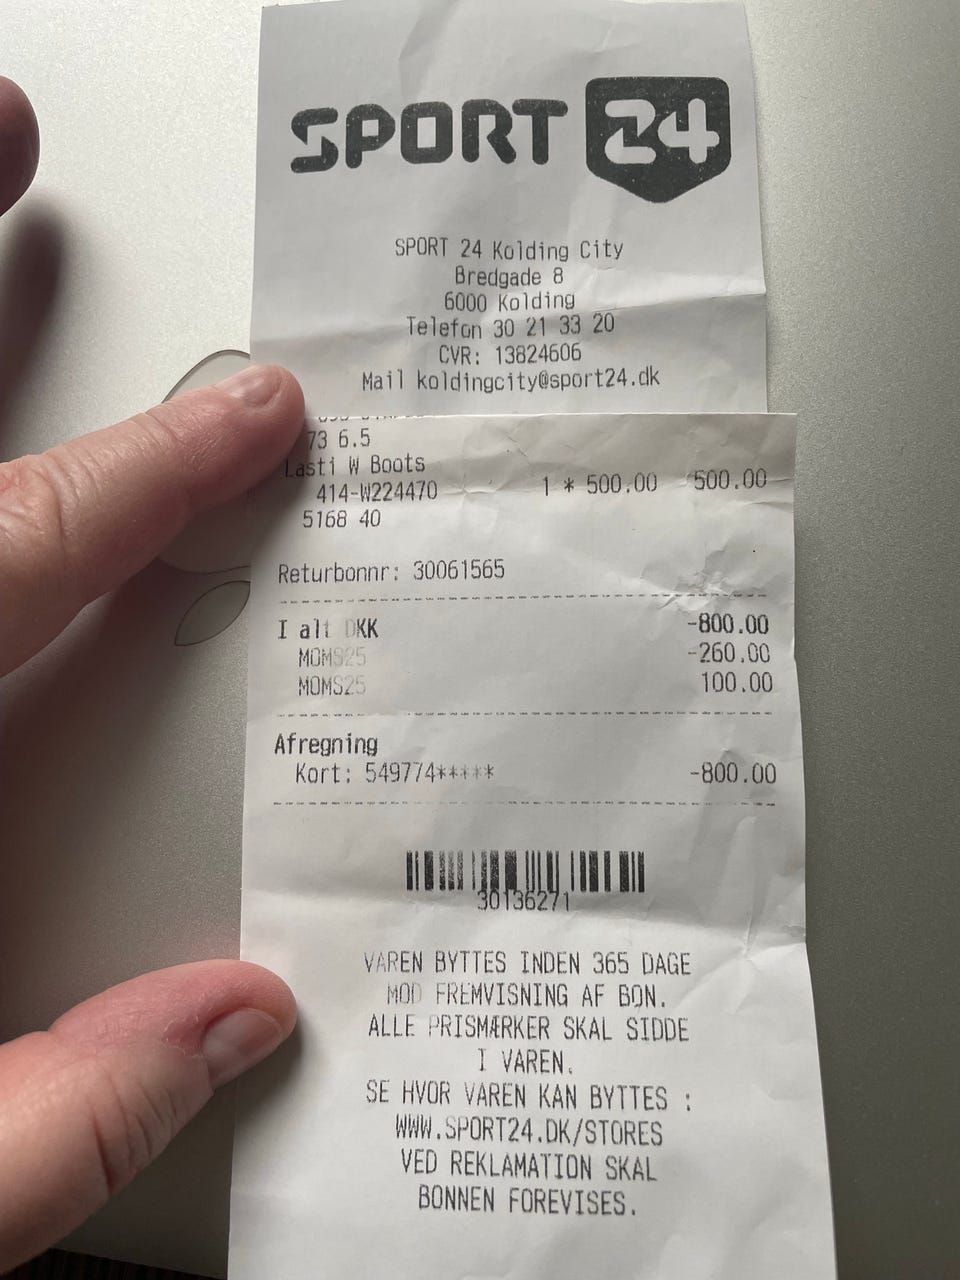 SPORT 24
SPORT 24 Kolding City
Bredgade 8
6000 Kolding
Telefon 30 21 33 20
CVR: 13824606
Mail koldingcity@sport24.dk
73 6.5
Lasti W Boots
414-W224470 1 * 500.00 500.00
5168 40
Returbonnr: 30061565
I alt DKK -800.00
MOMS25 -260.00
MOMS25 100.00
Afregning
Kort: 549774***** -800.00
30136271
VAREN BYTTES INDEN 365 DAGE
MOD FREMVISNING AF BON.
ALLE PRISMÆRKER SKAL SIDDE
I VAREN.
SE HVOR VAREN KAN BYTTES :
WWW.SPORT24.DK/STORES
VED REKLAMATION SKAL
BONNEN FOREVISES.